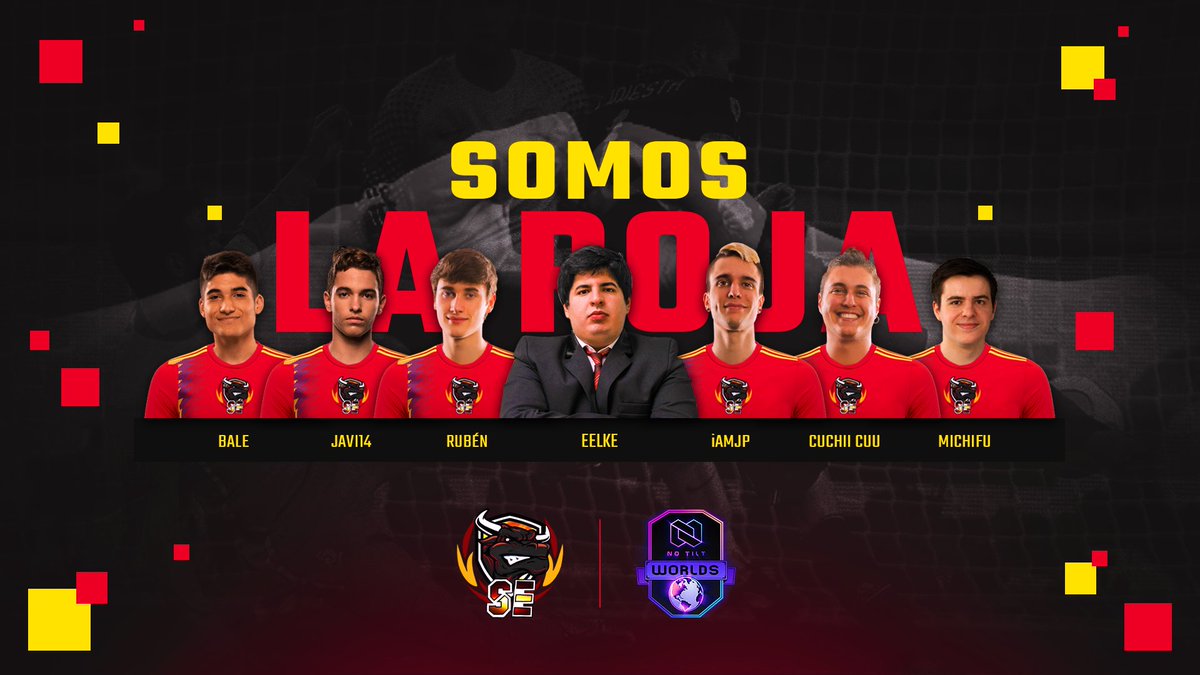 SOMOS
LA ROJA
BALE
JAVI14
RUBÉN
EELKE
iAMJP
CUCHII CUU
MICHIFU
SE
NO TILT
WORLDS